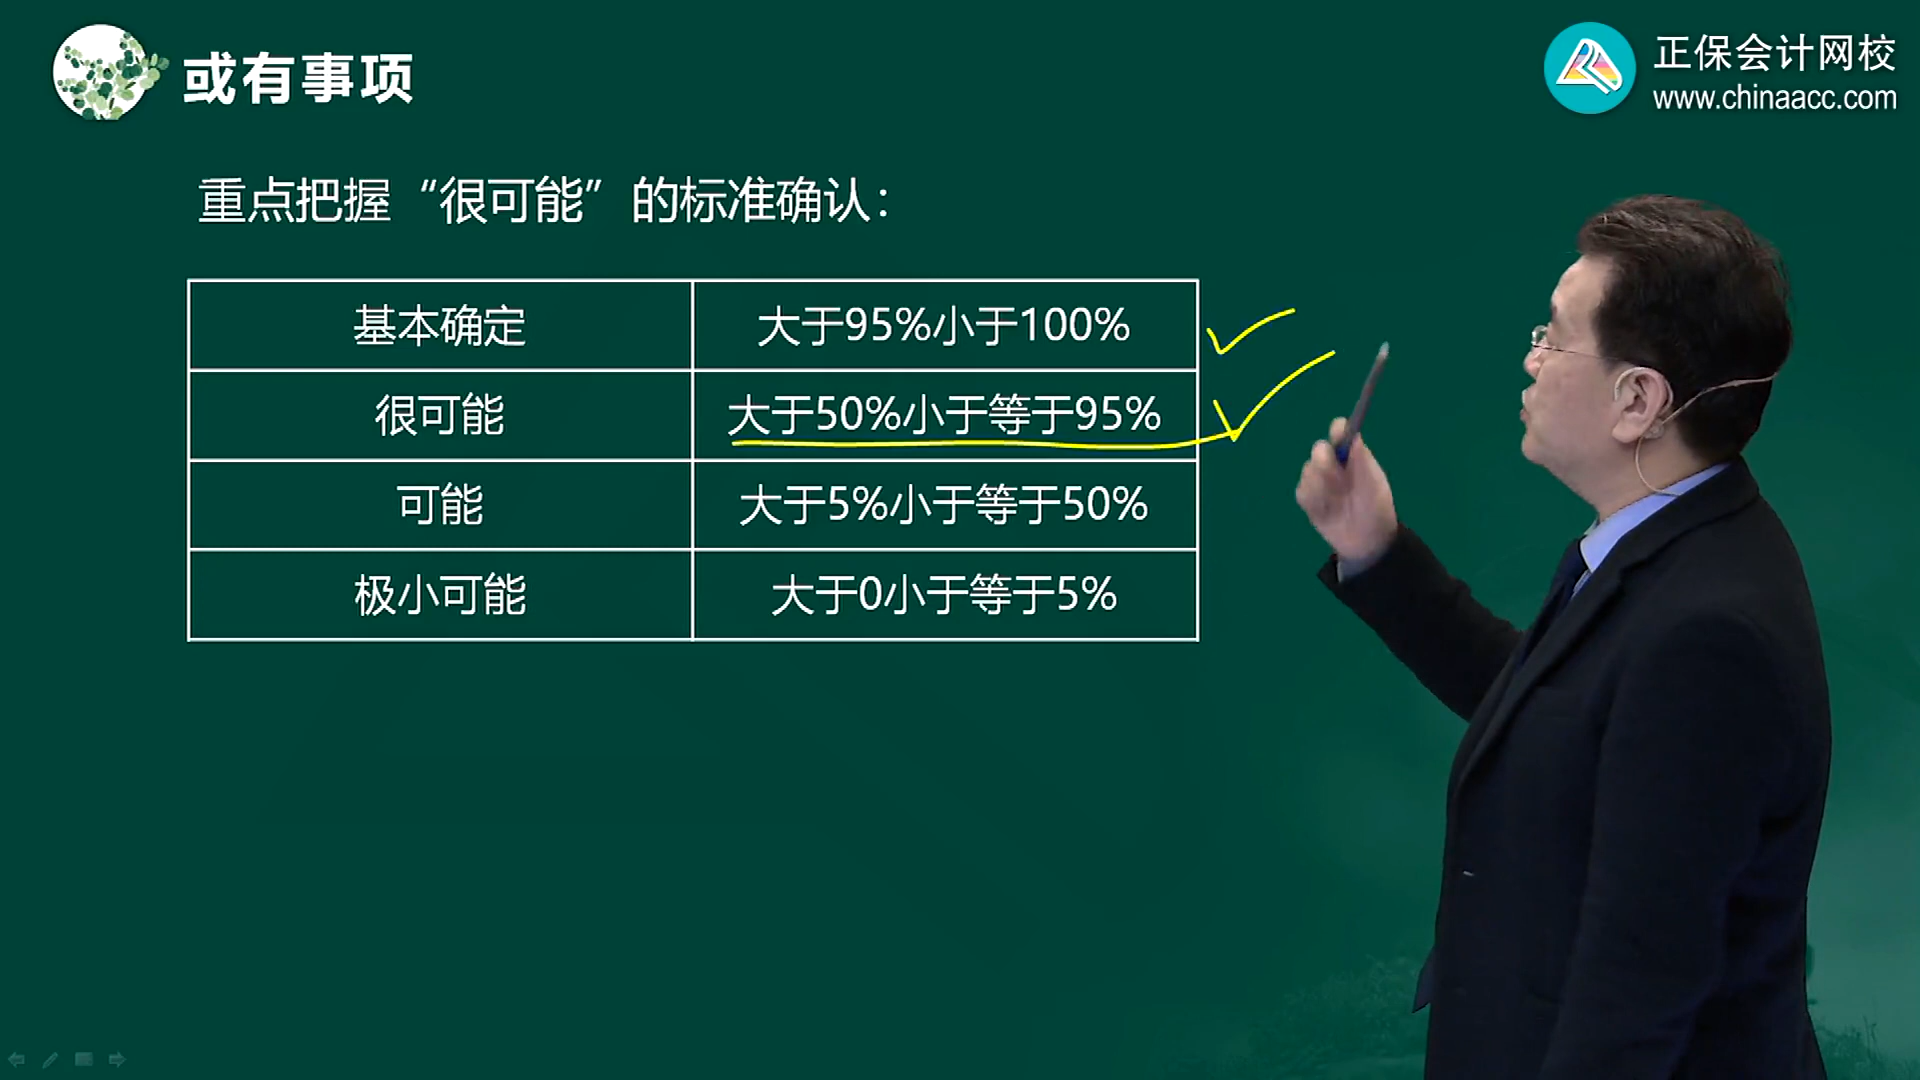 或有事项
正保会计网校
www.chinaacc.com
重点把握“很可能”的标准确认：
基本确定 大于95%小于100%
很可能 大于50%小于等于95%
可能 大于5%小于等于50%
极小可能 大于0小于等于5%